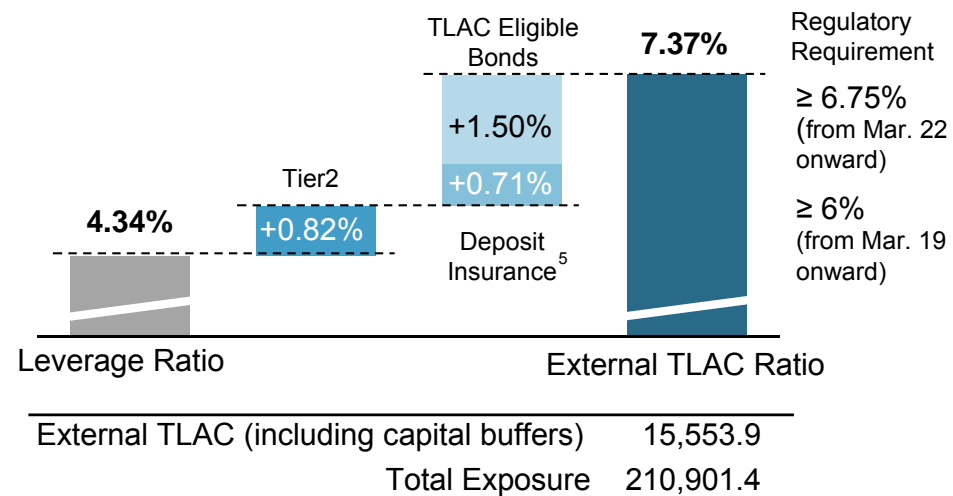 TLAC Eligible
Bonds
7.37%
Regulatory
Requirement
≥ 6.75%
(from Mar. 22
onward)
+1.50%
Tier2
+0.71%
4.34%
+0.82%
≥ 6%
(from Mar. 19
onward)
Deposit
Insurance5
Leverage Ratio
External TLAC Ratio
External TLAC (including capital buffers) 15,553.9
Total Exposure 210,901.4